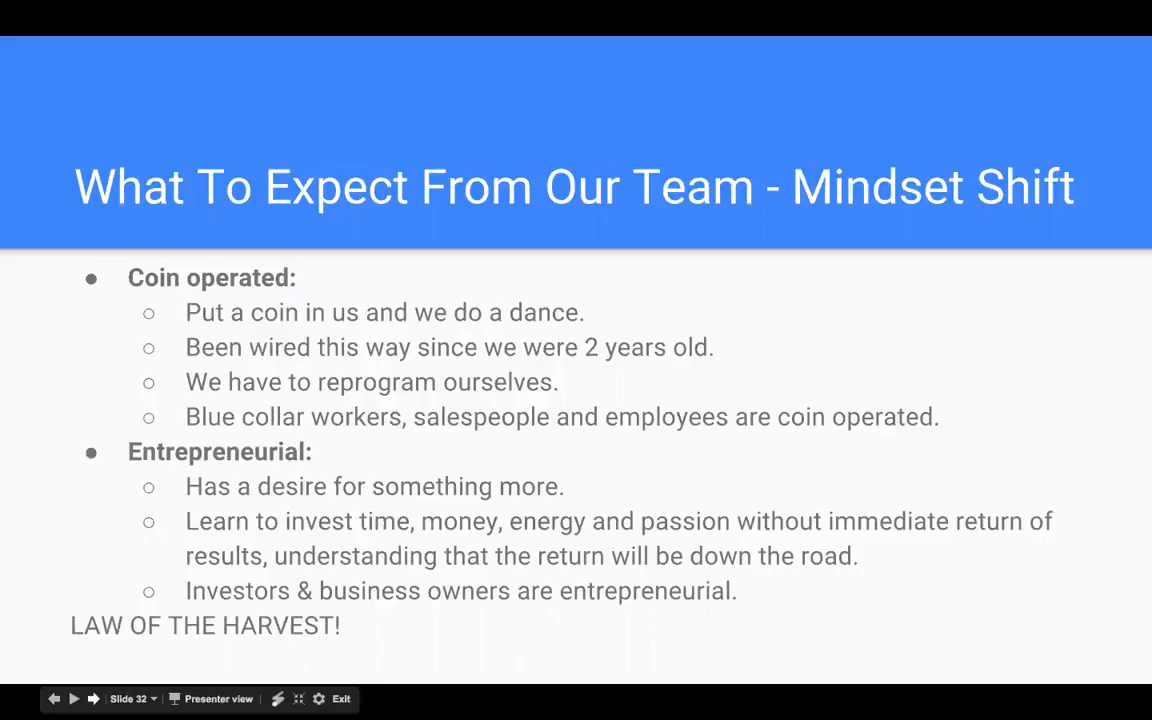 What To Expect From Our Team - Mindset Shift
● Coin operated:
○ Put a coin in us and we do a dance.
○ Been wired this way since we were 2 years old.
○ We have to reprogram ourselves.
○ Blue collar workers, salespeople and employees are coin operated.
● Entrepreneurial:
○ Has a desire for something more.
○ Learn to invest time, money, energy and passion without immediate return of
results, understanding that the return will be down the road.
○ Investors & business owners are entrepreneurial.
LAW OF THE HARVEST!
Slide 32 Presenter view Exit